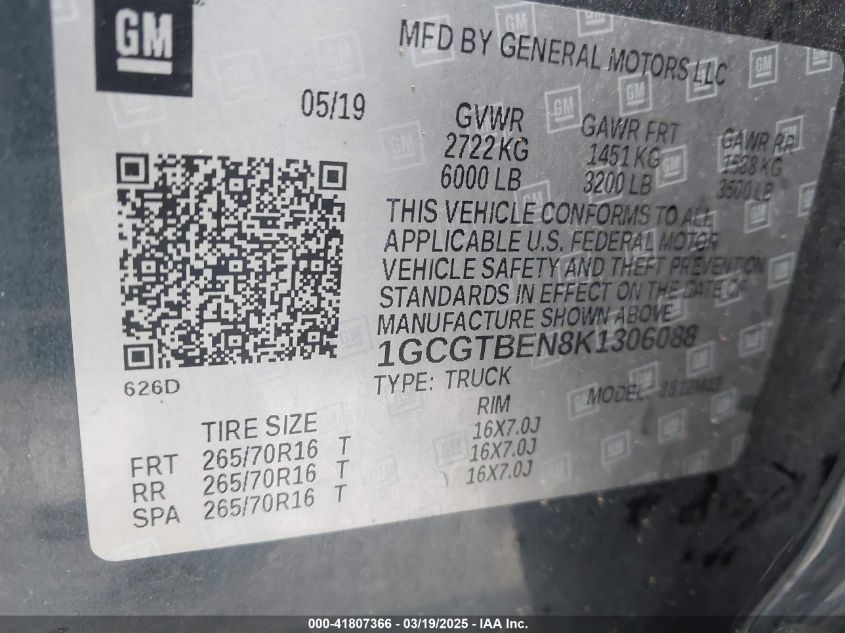 GM
MFD BY GENERAL MOTORS LLC
05/19
GVWR GAWR FRT GAWR RR
2722 KG 1451 KG 1588 KG
6000 LB 3200 LB 3500 LB
THIS VEHICLE CONFORMS TO ALL
APPLICABLE U.S. FEDERAL MOTOR
VEHICLE SAFETY AND THEFT PREVENTION
STANDARDS IN EFFECT ON THE DATE OF
MANUFACTURE SHOWN ABOVE
1GCGTBEN8K1306088
626D
TYPE: TRUCK MODEL:
TIRE SIZE RIM
FRT 265/70R16 T 16X7.0J
RR 265/70R16 T 16X7.0J
SPA 265/70R16 T 16X7.0J
000-41807366 - 03/19/2025 - IAA Inc.